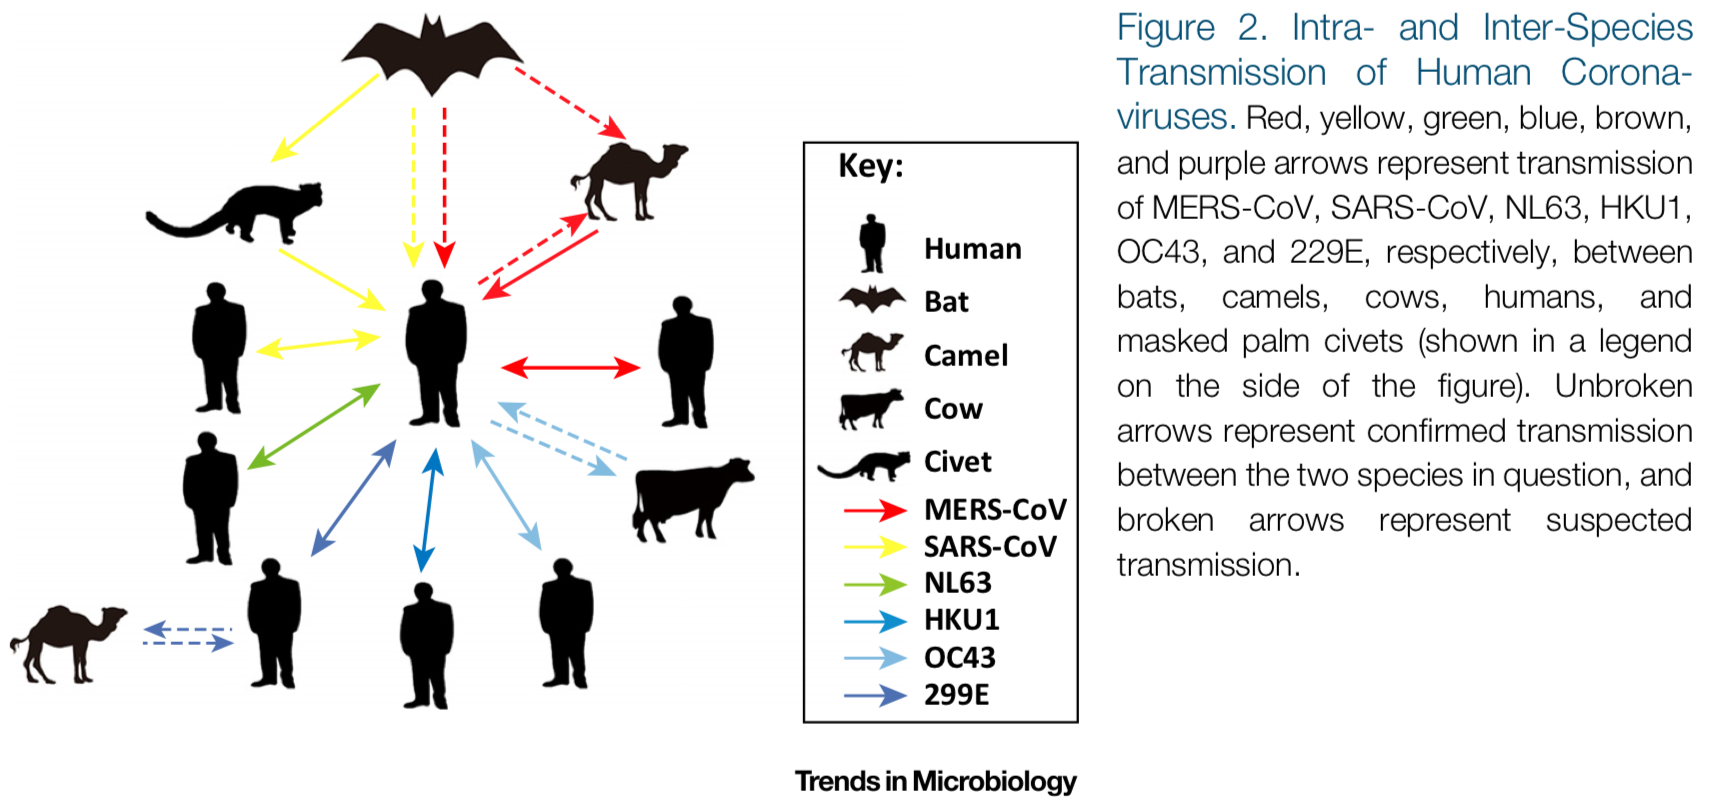 Key:
Human
Bat
Camel
Cow
Civet
MERS-CoV
SARS-CoV
NL63
HKU1
OC43
299E
Trends in Microbiology
Figure 2. Intra- and Inter-Species
Transmission of Human Corona-
viruses. Red, yellow, green, blue, brown,
and purple arrows represent transmission
of MERS-CoV, SARS-CoV, NL63, HKU1,
OC43, and 229E, respectively, between
bats, camels, cows, humans, and
masked palm civets (shown in a legend
on the side of the figure). Unbroken
arrows represent confirmed transmission
between the two species in question, and
broken arrows represent suspected
transmission.